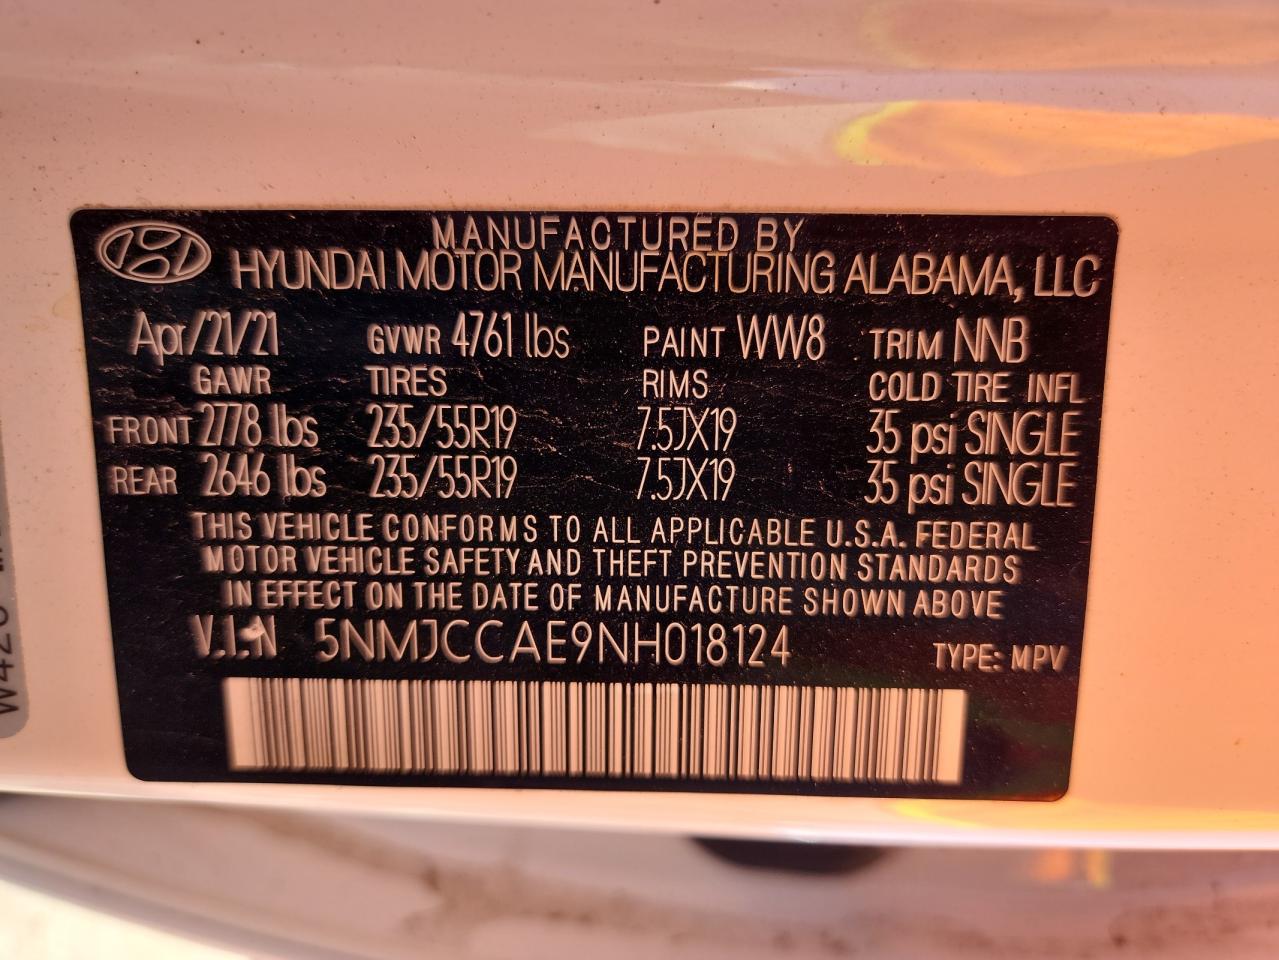 MANUFACTURED BY
HYUNDAI MOTOR MANUFACTURING ALABAMA, LLC
Apr/21/21 GVWR 4761 lbs PAINT WW8 TRIM NNB
GAWR TIRES RIMS COLD TIRE INFL
FRONT 2778 lbs 235/55R19 7.5JX19 35 psi SINGLE
REAR 2646 lbs 235/55R19 7.5JX19 35 psi SINGLE
THIS VEHICLE CONFORMS TO ALL APPLICABLE U.S.A. FEDERAL
MOTOR VEHICLE SAFETY AND THEFT PREVENTION STANDARDS
IN EFFECT ON THE DATE OF MANUFACTURE SHOWN ABOVE
V.I.N 5NMJCCAE9NH018124 TYPE: MPV